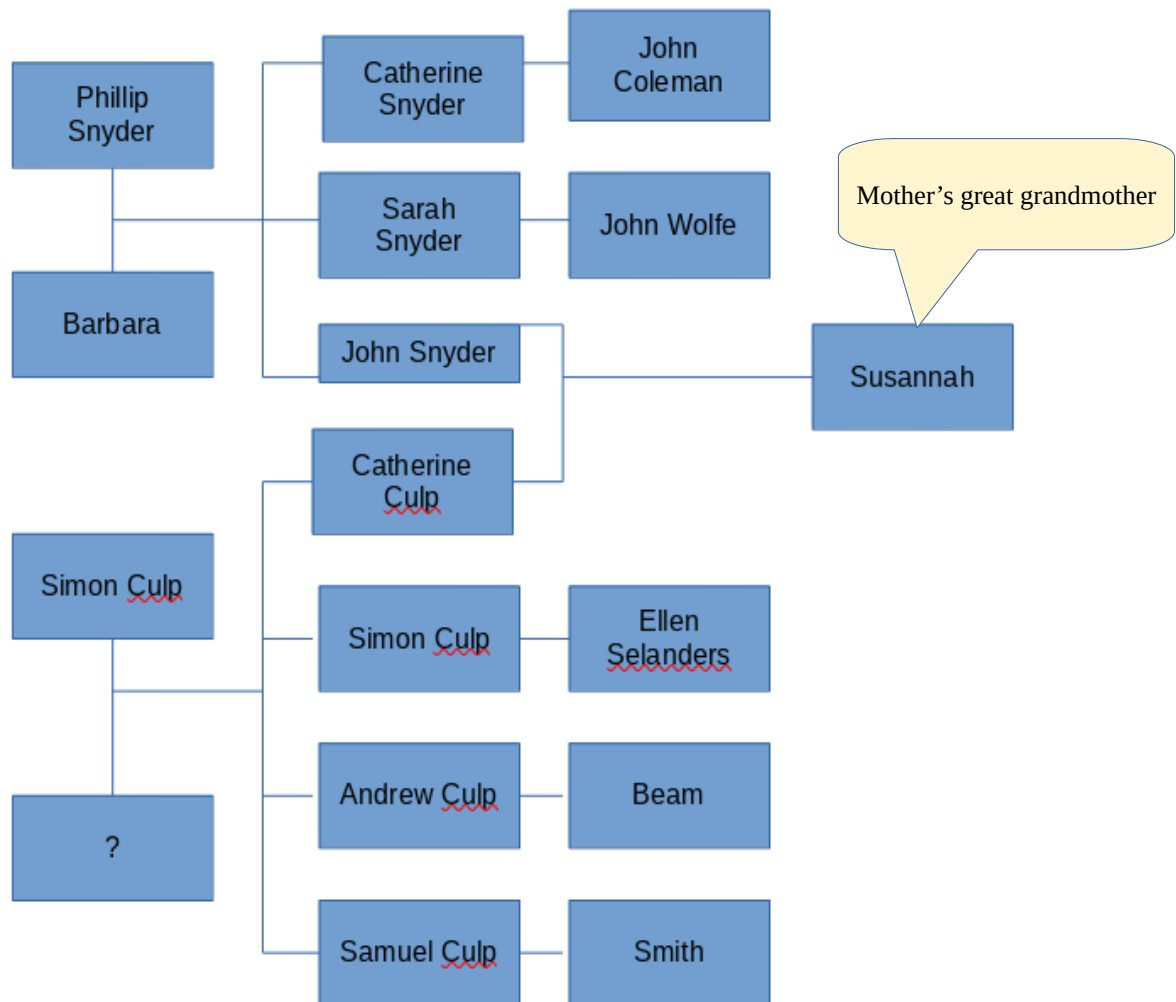 John
Coleman
Catherine
Snyder
Phillip
Snyder
Mother’s great grandmother
Sarah
Snyder
John Wolfe
Barbara
John Snyder
Susannah
Catherine
Culp
Simon Culp
Simon Culp
Ellen
Selanders
Andrew Culp
Beam
?
Samuel Culp
Smith